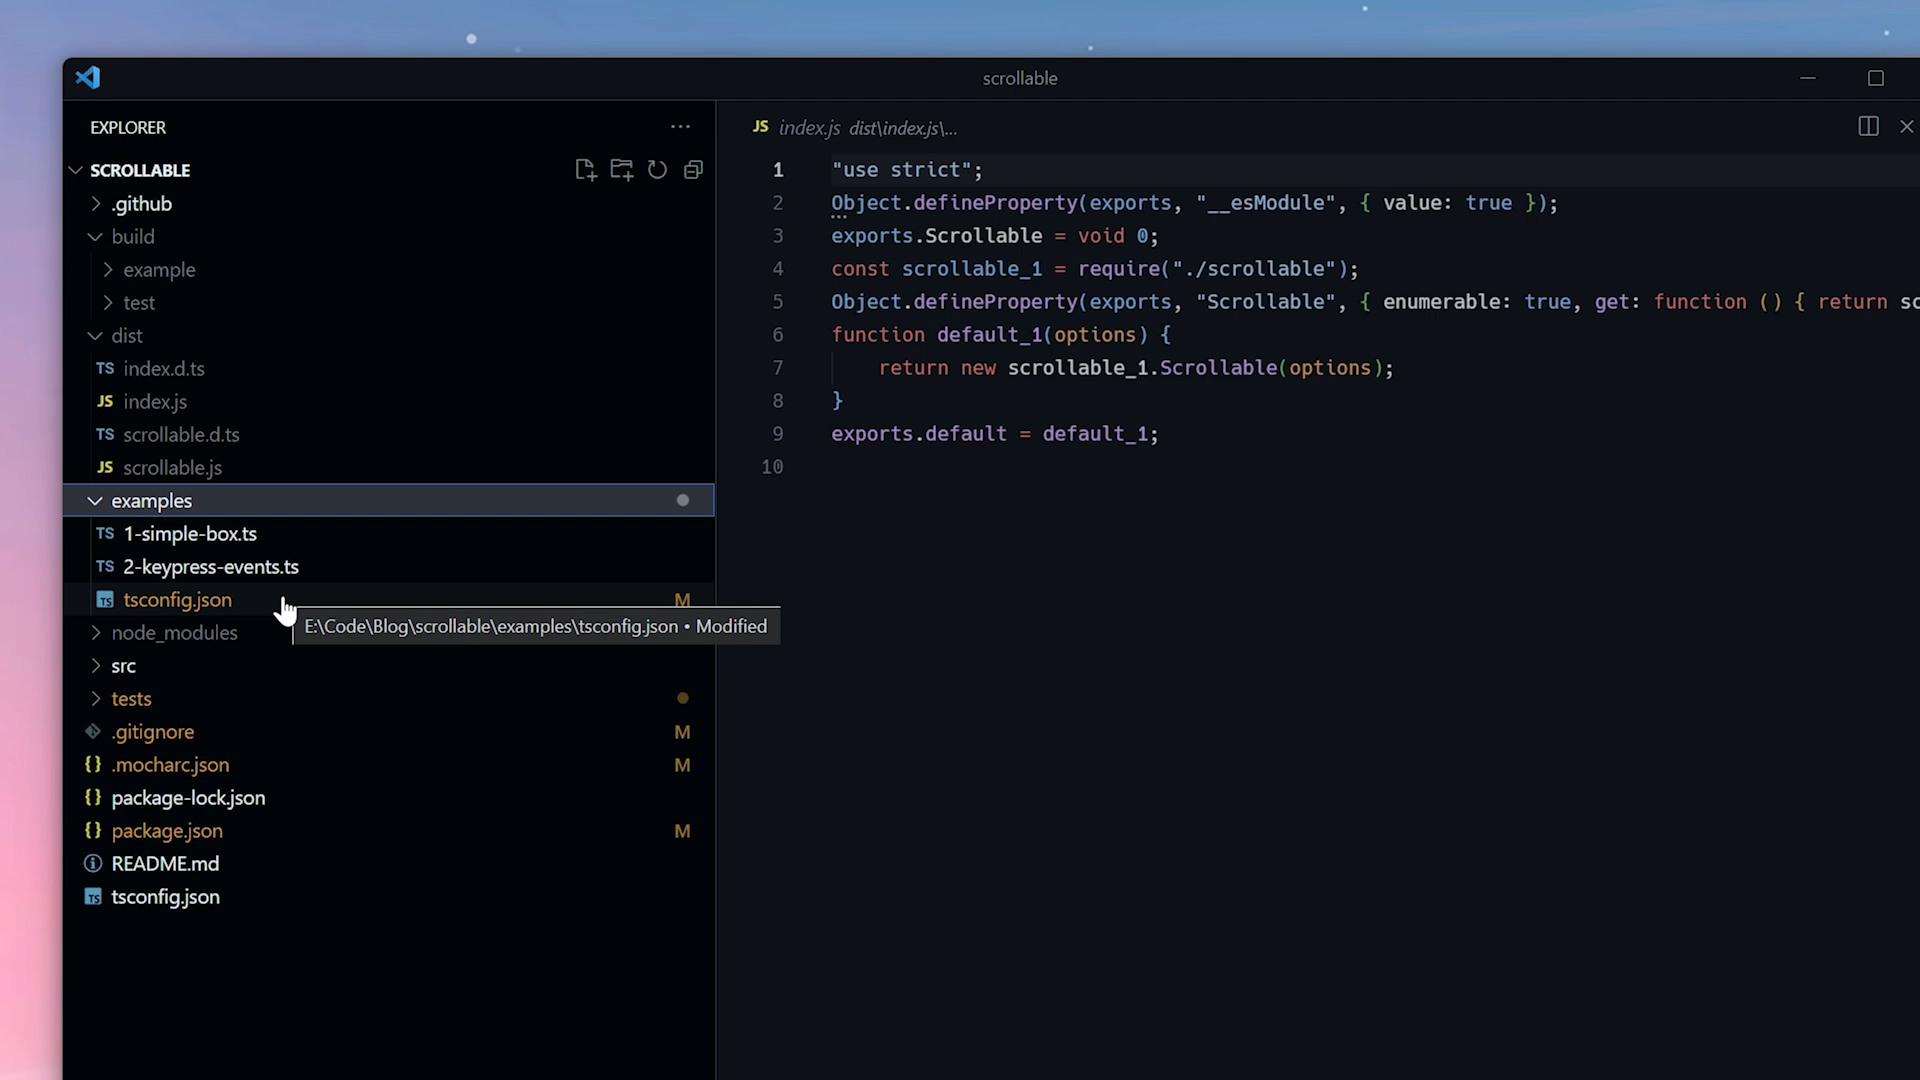 scrollable
EXPLORER
SCROLLABLE
.github
build
example
test
dist
TS index.d.ts
JS index.js
TS scrollable.d.ts
JS scrollable.js
examples
TS 1-simple-box.ts
TS 2-keypress-events.ts
TS tsconfig.json M
E:\Code\Blog\scrollable\examples\tsconfig.json • Modified
node_modules
src
tests
.gitignore M
{} .mocharc.json M
{} package-lock.json
{} package.json M
README.md
TS tsconfig.json
JS index.js dist\index.js\...
1 "use strict";
2 Object.defineProperty(exports, "__esModule", { value: true });
3 exports.Scrollable = void 0;
4 const scrollable_1 = require("./scrollable");
5 Object.defineProperty(exports, "Scrollable", { enumerable: true, get: function () { return sc
6 function default_1(options) {
7 return new scrollable_1.Scrollable(options);
8 }
9 exports.default = default_1;
10